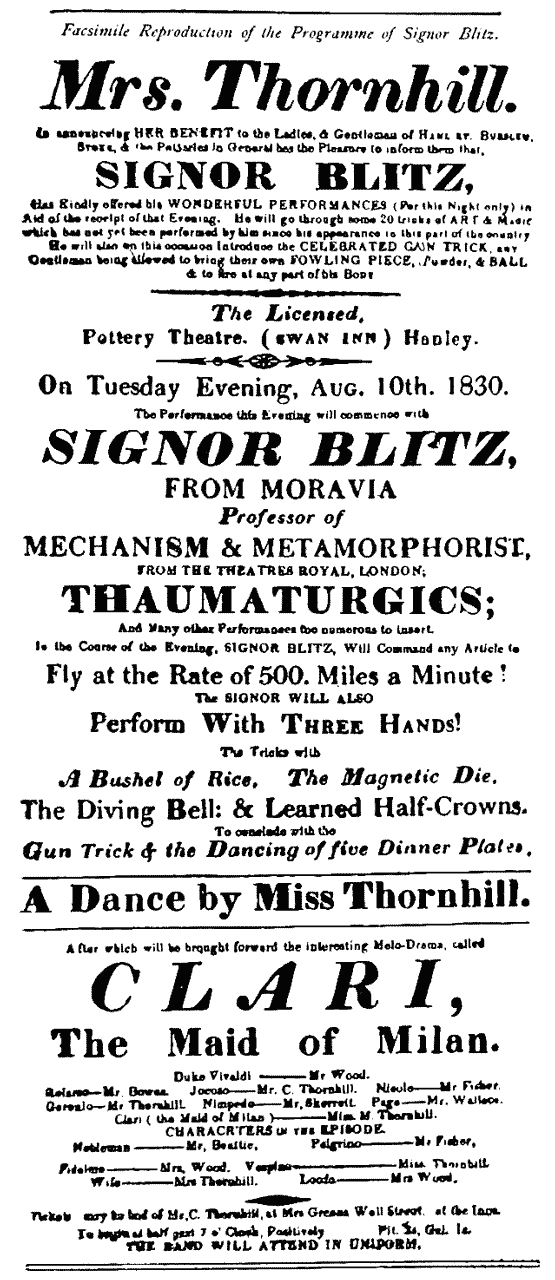 Facsimile Reproduction of the Programme of Signor Blitz.
Mrs. Thornhill.
In announcing HER BENEFIT to the Ladies, & Gentlemen of HANLEY. BURSLEM,
STOKE, & the Potteries in General has the Pleasure to inform them that,
SIGNOR BLITZ,
Has Kindly offered his WONDERFUL PERFORMANCES (For this Night only) in
Aid of the receipt of that Evening. He will go through some 20 tricks of ART & MAGIC
which has not yet been performed by him since his appearance in this part of the country
He will also on this occasion Introduce the CELEBRATED GUN TRICK, any
Gentleman being allowed to bring their own FOWLING PIECE, Powder, & BALL
& to fire at any part of his BODY
The Licensed,
Pottery Theatre. (SWAN INN) Hanley.
On Tuesday Evening, AUG. 10th. 1830.
The Performance this Evening will commence with
SIGNOR BLITZ,
FROM MORAVIA
Professor of
MECHANISM & METAMORPHORIST,
FROM THE THEATRES ROYAL, LONDON;
THAUMATURGICS;
And Many other Performances too numerous to insert.
In the Course of the Evening, SIGNOR BLITZ, Will Command any Article to
Fly at the Rate of 500. Miles a Minute!
The SIGNOR WILL ALSO
Perform With THREE HANDS!
The Tricks with
A Bushel of Rice, The Magnetic Die.
The Diving Bell: & Learned Half-Crowns.
To conclude with the
Gun Trick & the Dancing of five Dinner Plates,
A Dance by Miss Thornhill.
After which will be brought forward the interesting Melo-Drama, called
CLARI,
The Maid of Milan.
Duke Vivaldi — Mr Wood.
Rolamo—Mr. Bowen. Jocoso—Mr. C. Thornhill. Nicolo—Mr Fisher.
Geronio—Mr Thornhill. Nimpedo—Mr, Skerrett. Page—Mr. Wallace.
Clari ( the Maid of Milan )—Miss. M. Thornhill.
CHARACRTERS IN THE EPISODE.
Nobleman — Mr, Beattie, Pelgrino— Mr Fisher,
Fidelma— Mrs, Wood. Vespina— Miss. Thornhill
Wife— Mrs Thornhill. Leoda— Mrs Wood,
Tickets may be had of Mr, C. Thornhill, at Mrs Greens Well Street. at the Inns.
To begin at half past 7 o' Clock, Positively Pit. 2s, Gal. 1s.
THE BAND WILL ATTEND IN UNIFORM,